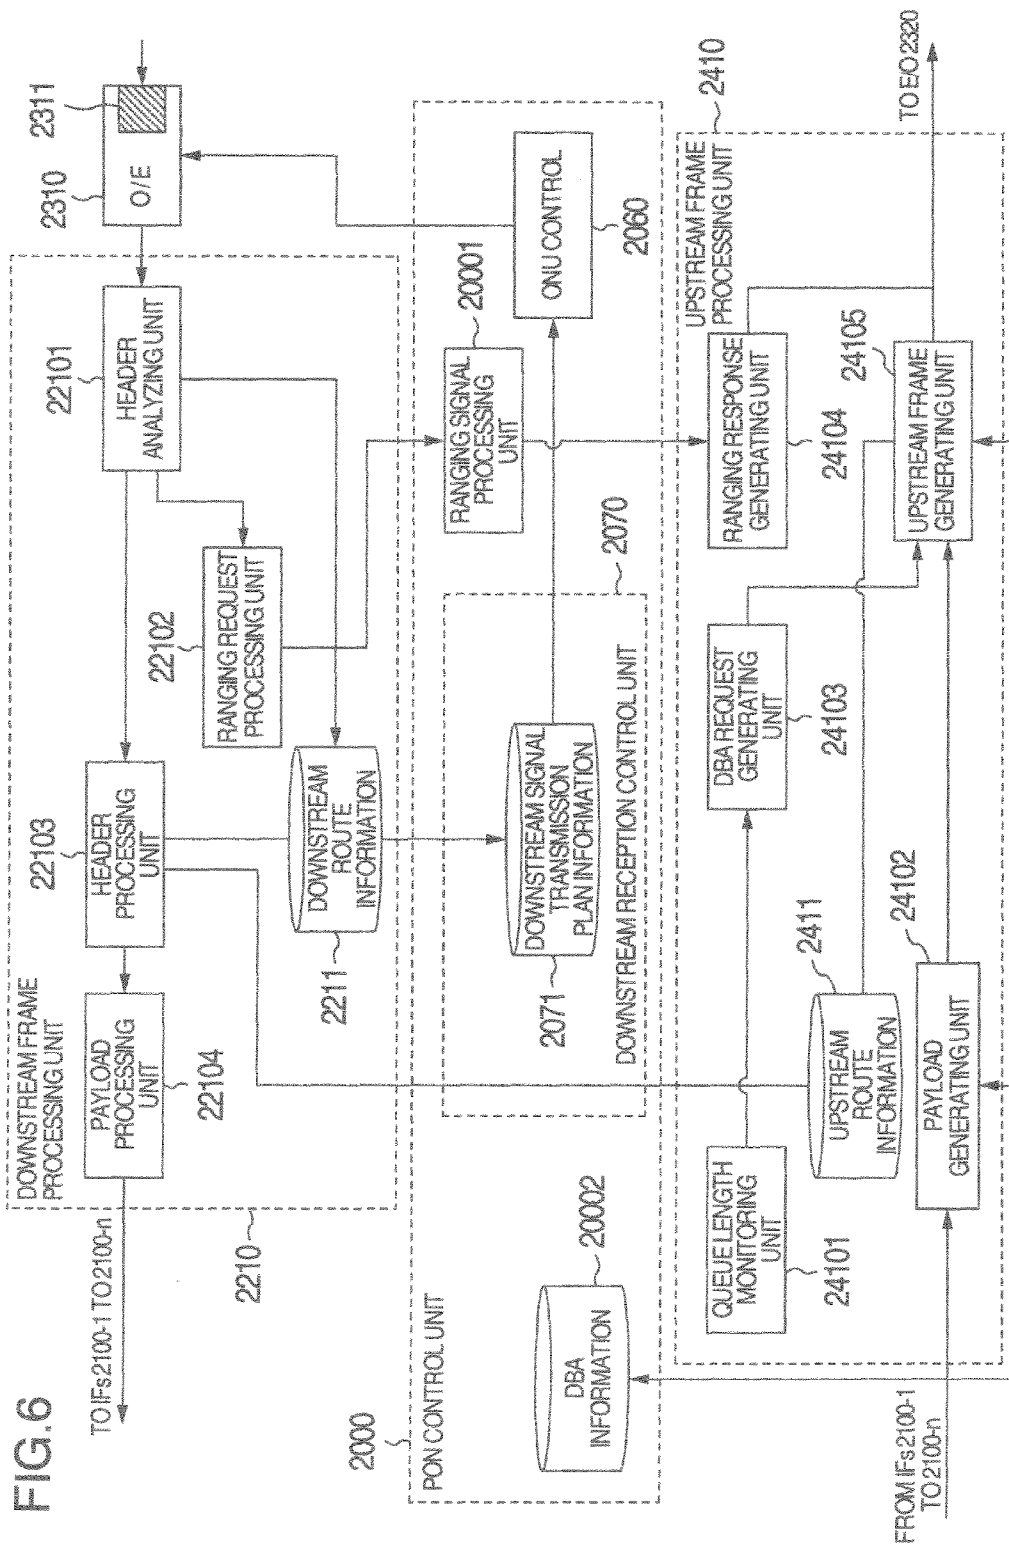 FIG.6
TO IFs 2100-1 TO 2100-n
DOWNSTREAM FRAME
PROCESSING UNIT
2210
PAYLOAD
PROCESSING
UNIT
22104
HEADER
PROCESSING
UNIT
22103
HEADER
ANALYZING UNIT
22101
RANGING REQUEST
PROCESSING UNIT
22102
DOWNSTREAM
ROUTE
INFORMATION
2211
O/E
2310
2311
2000
PON CONTROL UNIT
DBA
INFORMATION
20002
DOWNSTREAM SIGNAL
TRANSMISSION
PLAN INFORMATION
2071
DOWNSTREAM RECEPTION CONTROL UNIT
2070
RANGING SIGNAL
PROCESSING
UNIT
20001
ONU CONTROL
2060
UPSTREAM FRAME
PROCESSING UNIT
2410
QUEUE LENGTH
MONITORING
UNIT
24101
DBA REQUEST
GENERATING
UNIT
24103
RANGING RESPONSE
GENERATING UNIT
24104
UPSTREAM
ROUTE
INFORMATION
2411
PAYLOAD
GENERATING UNIT
24102
UPSTREAM FRAME
GENERATING UNIT
24105
TO E/O 2320
FROM IFs 2100-1
TO 2100-n